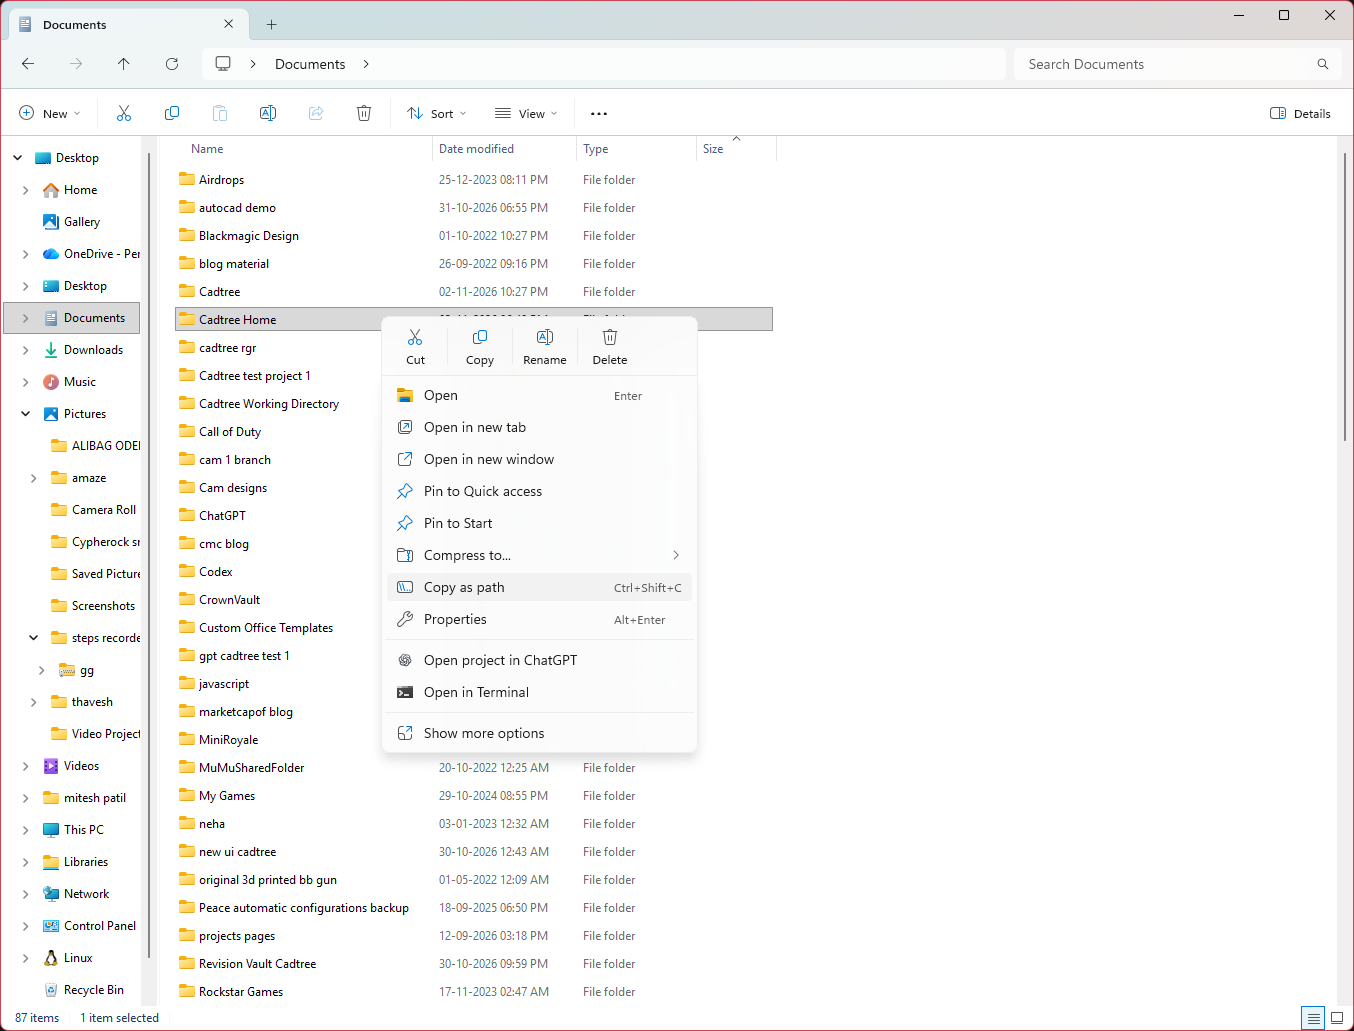 Documents
Documents
Search Documents
New
Sort
View
Details
Name Date modified Type Size
Desktop
Home
Gallery
OneDrive - Per
Desktop
Documents
Downloads
Music
Pictures
ALIBAG ODE
amaze
Camera Roll
Cypherock sr
Saved Picture
Screenshots
steps recorde
gg
thavesh
Video Project
Videos
mitesh patil
This PC
Libraries
Network
Control Panel
Linux
Recycle Bin
Airdrops 25-12-2023 08:11 PM File folder
autocad demo 31-10-2026 06:55 PM File folder
Blackmagic Design 01-10-2022 10:27 PM File folder
blog material 26-09-2022 09:16 PM File folder
Cadtree 02-11-2026 10:27 PM File folder
Cadtree Home
cadtree rgr
Cadtree test project 1
Cadtree Working Directory
Call of Duty
cam 1 branch
Cam designs
ChatGPT
cmc blog
Codex
CrownVault
Custom Office Templates
gpt cadtree test 1
javascript
marketcapof blog
MiniRoyale
MuMuSharedFolder 20-10-2022 12:25 AM File folder
My Games 29-10-2024 08:55 PM File folder
neha 03-01-2023 12:32 AM File folder
new ui cadtree 30-10-2026 12:43 AM File folder
original 3d printed bb gun 01-05-2022 12:09 AM File folder
Peace automatic configurations backup 18-09-2025 06:50 PM File folder
projects pages 12-09-2026 03:18 PM File folder
Revision Vault Cadtree 30-10-2026 09:59 PM File folder
Rockstar Games 17-11-2023 02:47 AM File folder
Cut Copy Rename Delete
Open Enter
Open in new tab
Open in new window
Pin to Quick access
Pin to Start
Compress to...
Copy as path Ctrl+Shift+C
Properties Alt+Enter
Open project in ChatGPT
Open in Terminal
Show more options
87 items 1 item selected